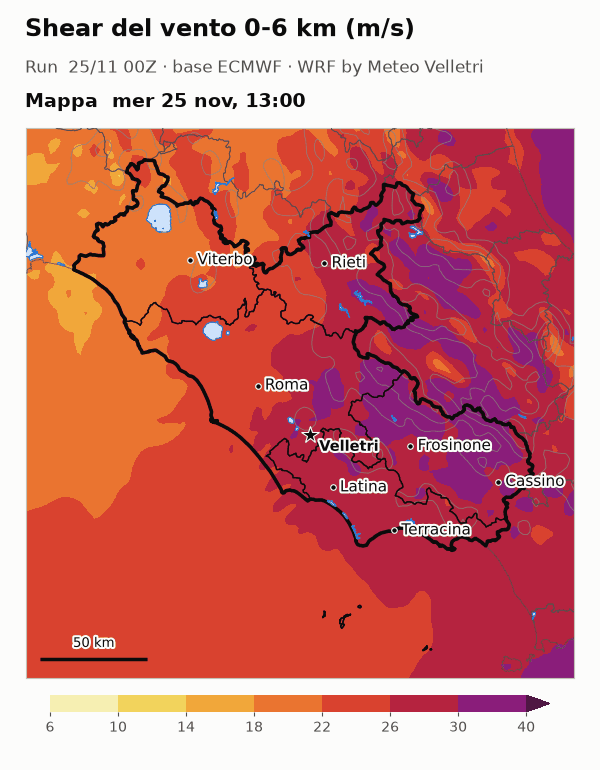 Shear del vento 0-6 km (m/s)
Run  25/11 00Z · base ECMWF · WRF by Meteo Velletri
Mappa  mer 25 nov, 13:00
Viterbo
Rieti
Roma
Velletri
Frosinone
Latina
Cassino
Terracina
50 km
6 10 14 18 22 26 30 40